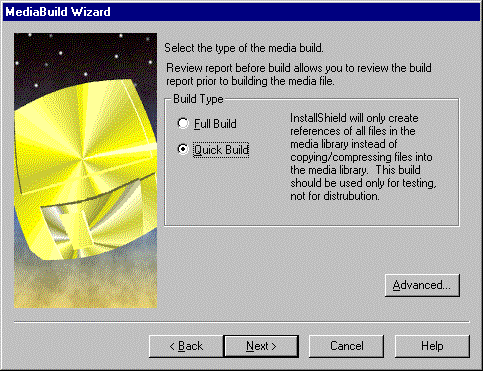 MediaBuild Wizard
Select the type of the media build.
Review report before build allows you to review the build
report prior to building the media file.
Build Type
Full Build
Quick Build
InstallShield will only create
references of all files in the
media library instead of
copying/compressing files into
the media library. This build
should be used only for testing,
not for distrubution.
Advanced...
< Back
Next >
Cancel
Help